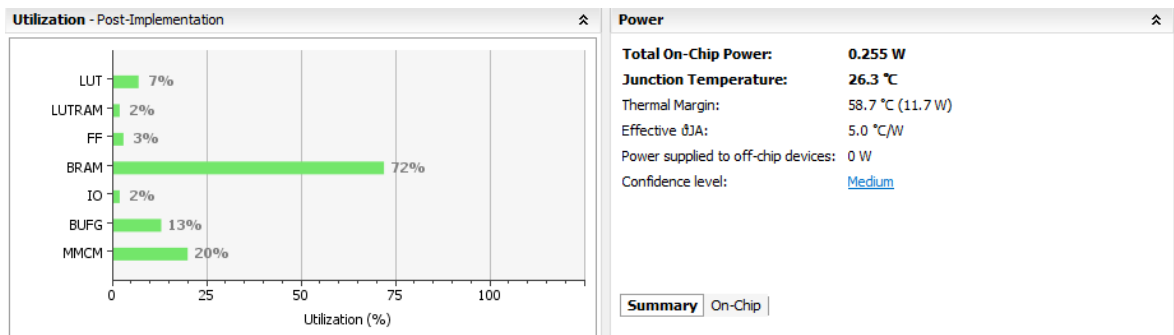 Utilization - Post-Implementation
LUT 7%
LUTRAM 2%
FF 3%
BRAM 72%
IO 2%
BUFG 13%
MMCM 20%
0 25 50 75 100
Utilization (%)
Power
Total On-Chip Power: 0.255 W
Junction Temperature: 26.3 °C
Thermal Margin: 58.7 °C (11.7 W)
Effective ϑJA: 5.0 °C/W
Power supplied to off-chip devices: 0 W
Confidence level: Medium
Summary On-Chip